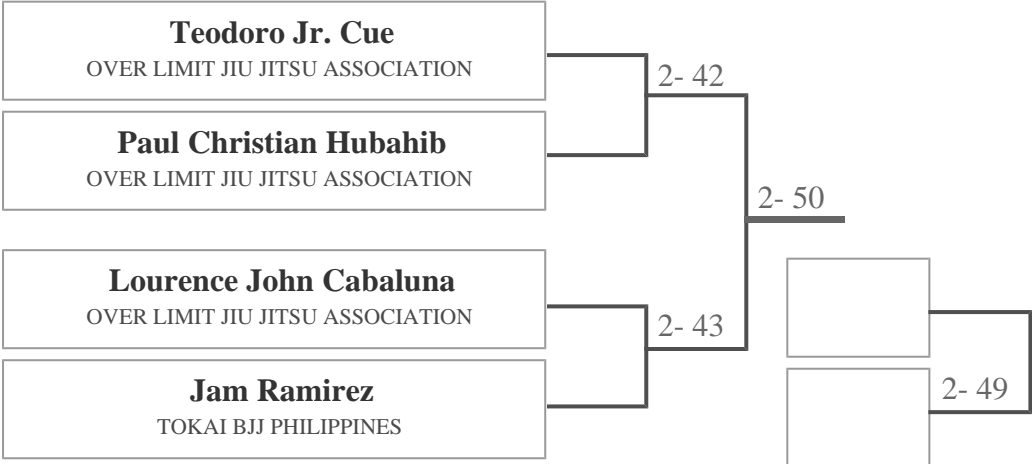 Teodoro Jr. Cue
OVER LIMIT JIU JITSU ASSOCIATION
2- 42
Paul Christian Hubahib
OVER LIMIT JIU JITSU ASSOCIATION
2- 50
Lourence John Cabaluna
OVER LIMIT JIU JITSU ASSOCIATION
2- 43
Jam Ramirez
TOKAI BJJ PHILIPPINES
2- 49